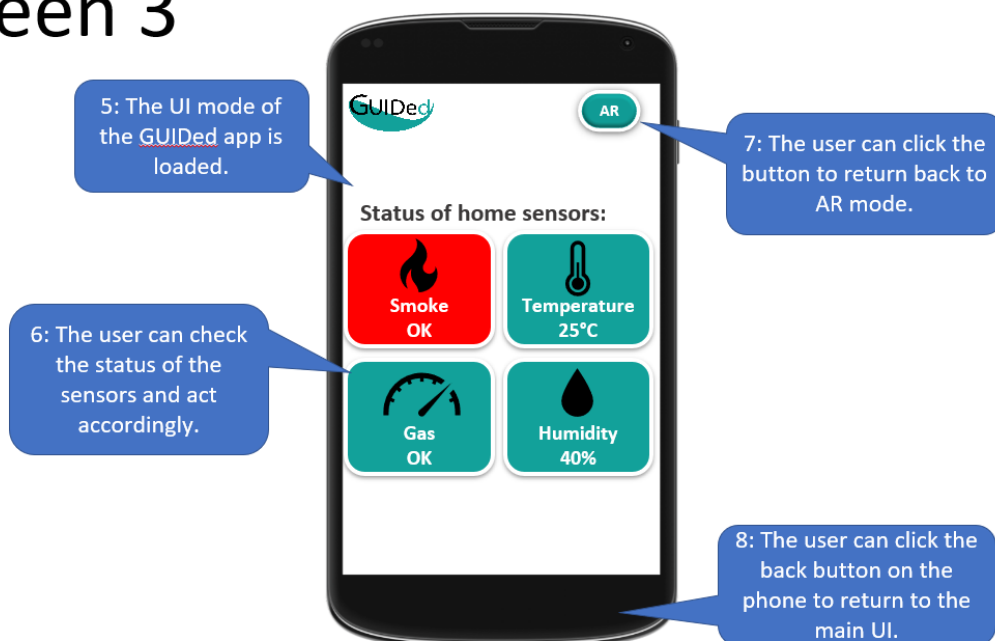 een 3
5: The UI mode of
the GUIDed app is
loaded.
GUIDed
AR
7: The user can click the
button to return back to
AR mode.
Status of home sensors:
Smoke
OK
Temperature
25°C
6: The user can check
the status of the
sensors and act
accordingly.
Gas
OK
Humidity
40%
8: The user can click the
back button on the
phone to return to the
main UI.